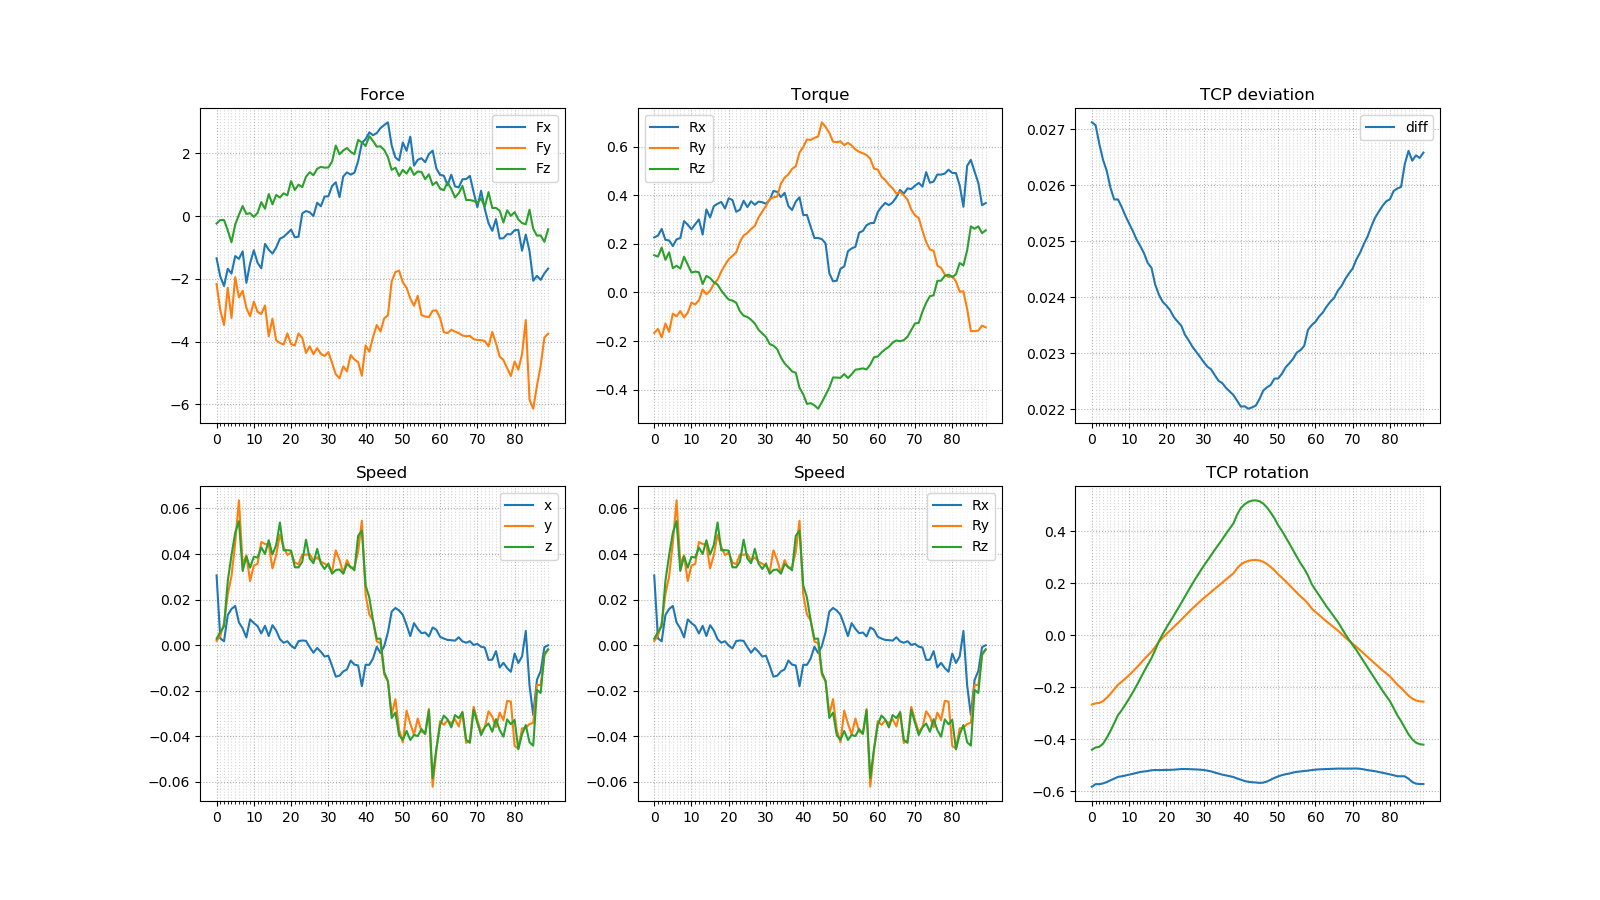 Force
Fx
Fy
Fz
2
0
−2
−4
−6
0 10 20 30 40 50 60 70 80
Torque
Rx
Ry
Rz
0.6
0.4
0.2
0.0
−0.2
−0.4
0 10 20 30 40 50 60 70 80
TCP deviation
diff
0.027
0.026
0.025
0.024
0.023
0.022
0 10 20 30 40 50 60 70 80
Speed
x
y
z
0.06
0.04
0.02
0.00
−0.02
−0.04
−0.06
0 10 20 30 40 50 60 70 80
Speed
Rx
Ry
Rz
0.06
0.04
0.02
0.00
−0.02
−0.04
−0.06
0 10 20 30 40 50 60 70 80
TCP rotation
0.4
0.2
0.0
−0.2
−0.4
−0.6
0 10 20 30 40 50 60 70 80